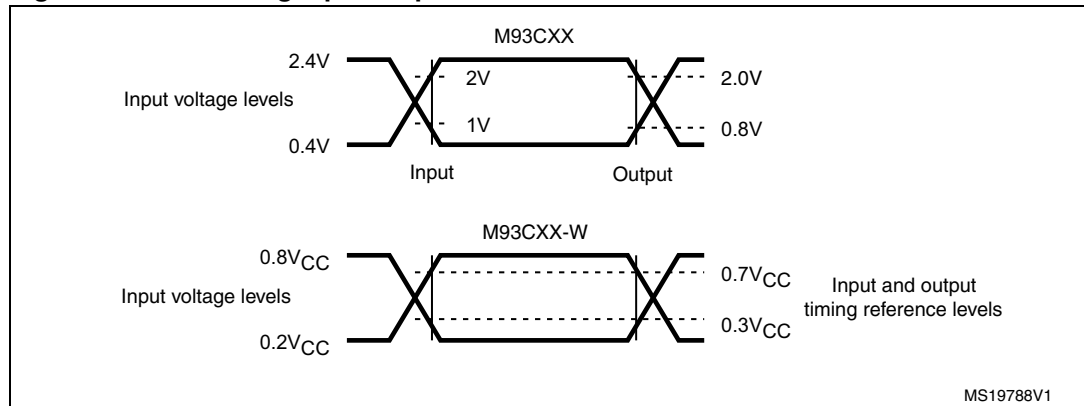 M93CXX
2.4V
2V
2.0V
Input voltage levels
1V
0.8V
0.4V
Input
Output
M93CXX-W
0.8VCC
0.7VCC
Input voltage levels
Input and output
timing reference levels
0.3VCC
0.2VCC
MS19788V1